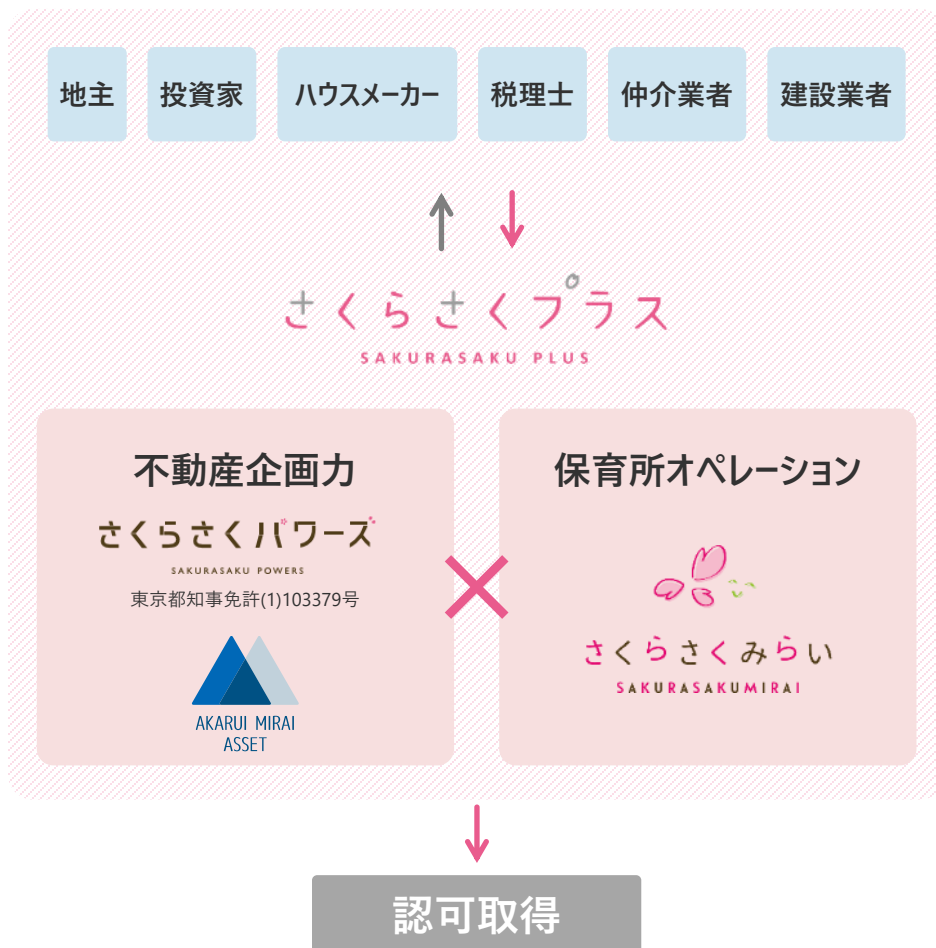 地主
投資家
ハウスメーカー
税理士
仲介業者
建設業者
さくらさくプラス
SAKURASAKU PLUS
不動産企画力
さくらさくパワーズ
SAKURASAKU POWERS
東京都知事免許(1)103379号
AKARUI MIRAI
ASSET
保育所オペレーション
さくらさくみらい
SAKURASAKUMIRAI
認可取得